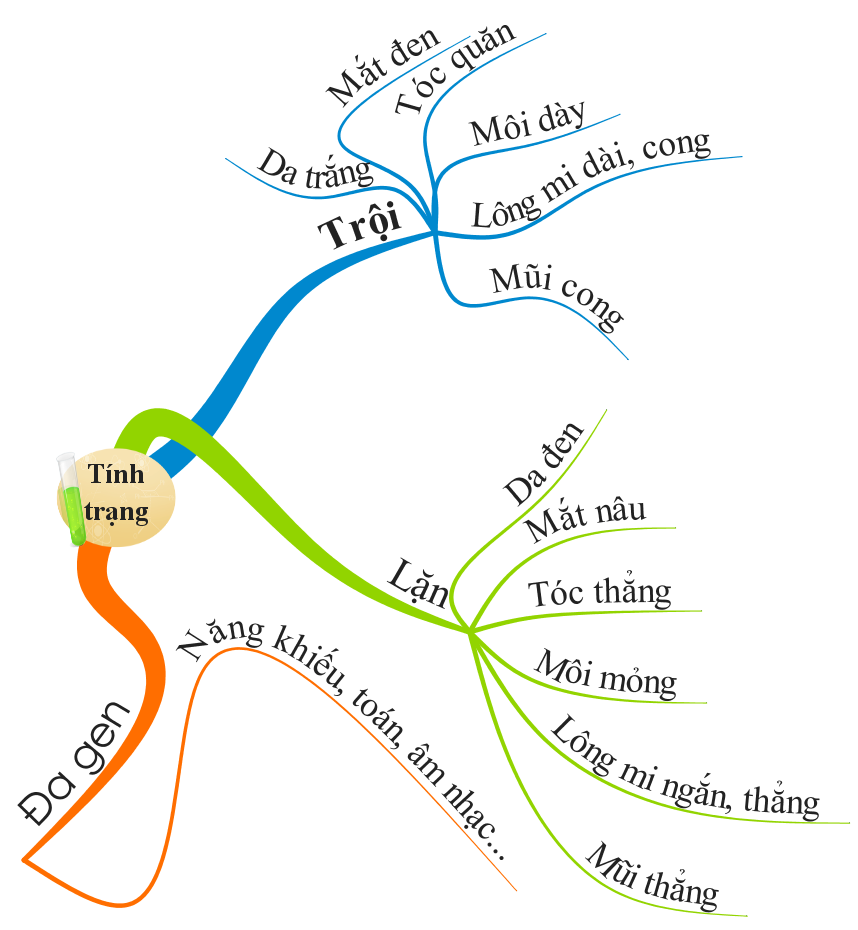 Tính
trạng
Trội
Da trắng
Mắt đen
Tóc quăn
Môi dày
Lông mi dài, cong
Mũi cong
Lặn
Da đen
Mắt nâu
Tóc thẳng
Môi mỏng
Lông mi ngắn, thẳng
Mũi thẳng
Đa gen
Năng khiếu, toán, âm nhạc...